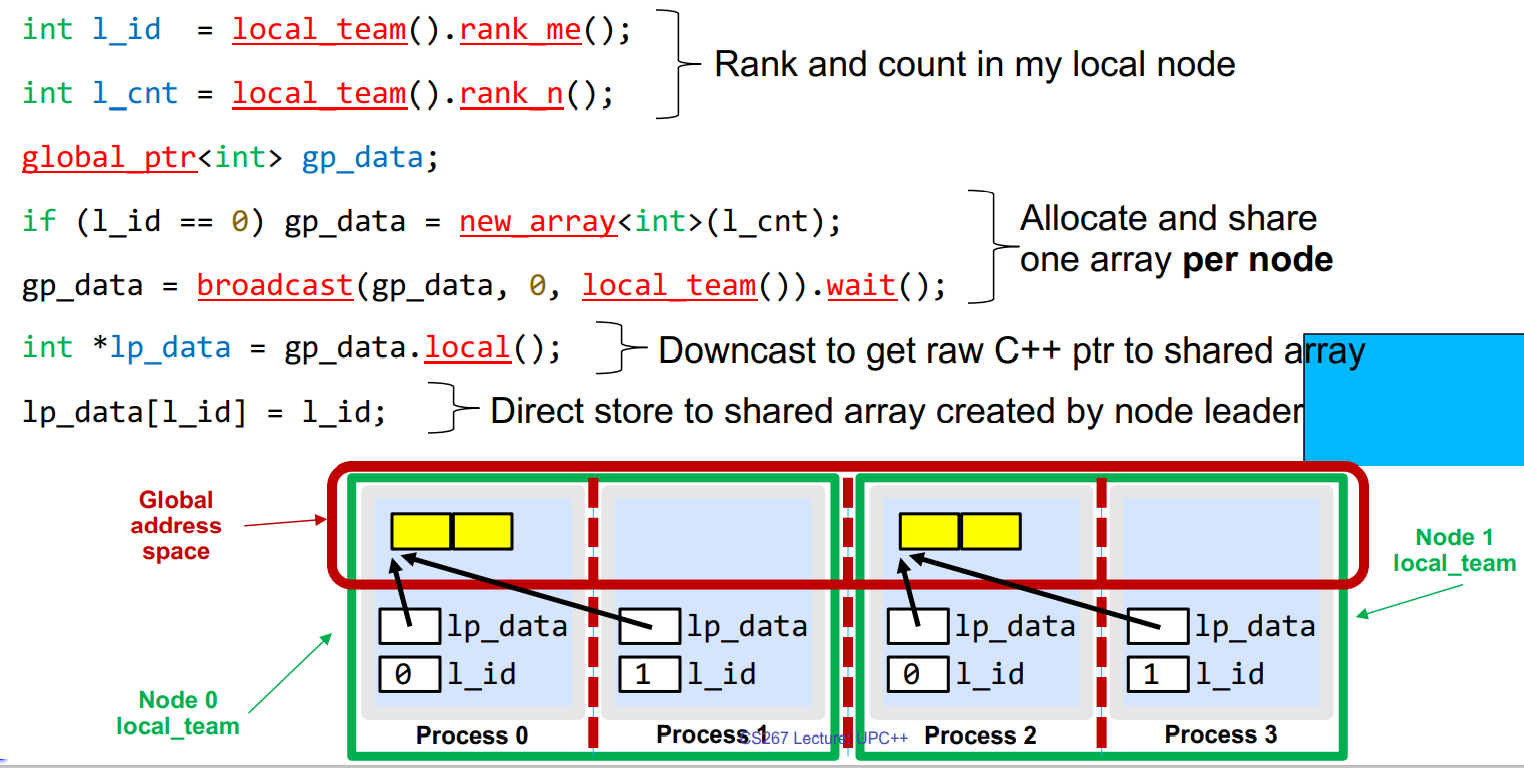 int l_id  = local_team().rank_me();
int l_cnt = local_team().rank_n();
Rank and count in my local node
global_ptr<int> gp_data;
if (l_id == 0) gp_data = new_array<int>(l_cnt);
gp_data = broadcast(gp_data, 0, local_team()).wait();
Allocate and share
one array per node
int *lp_data = gp_data.local();
Downcast to get raw C++ ptr to shared array
lp_data[l_id] = l_id;
Direct store to shared array created by node leader
Global
address
space
Node 1
local_team
lp_data
lp_data
lp_data
lp_data
0 l_id
1 l_id
0 l_id
1 l_id
Node 0
local_team
Process 0
Process 1
Process 2
Process 3
CS267 Lecture: UPC++